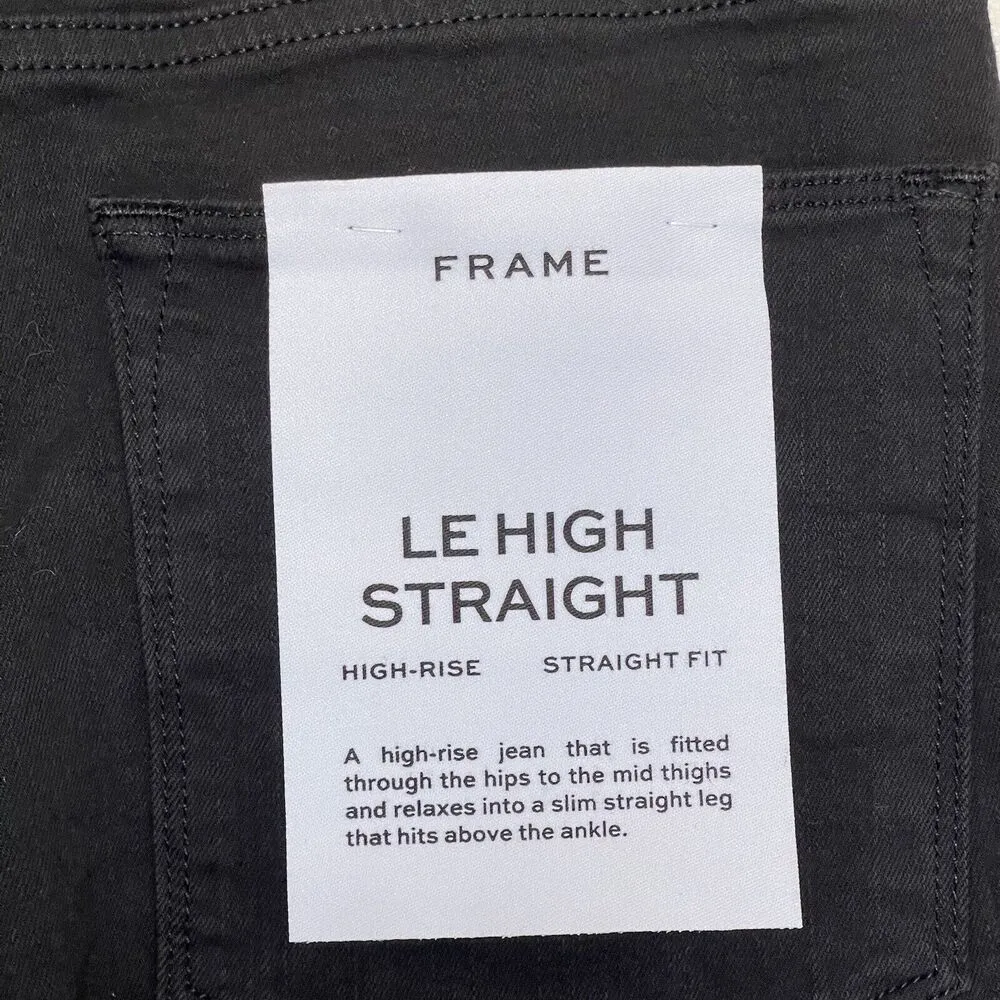 FRAME
LE HIGH
STRAIGHT
HIGH-RISE STRAIGHT FIT
A high-rise jean that is fitted
through the hips to the mid thighs
and relaxes into a slim straight leg
that hits above the ankle.